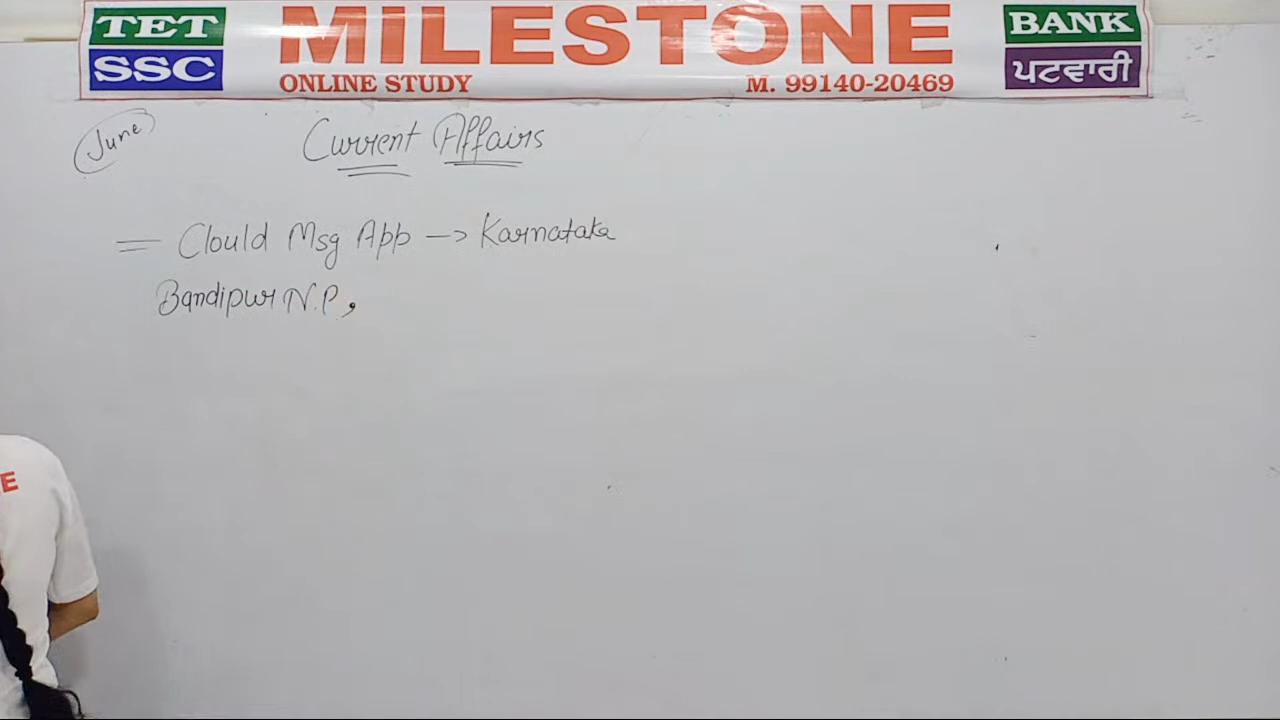 TET
SSC
MiLESTONE
ONLINE STUDY
M. 99140-20469
BANK
ਪਟਵਾਰੀ
June
Current Affairs
= Clould Msg App -> Karnataka
Bandipur N.P.,
E